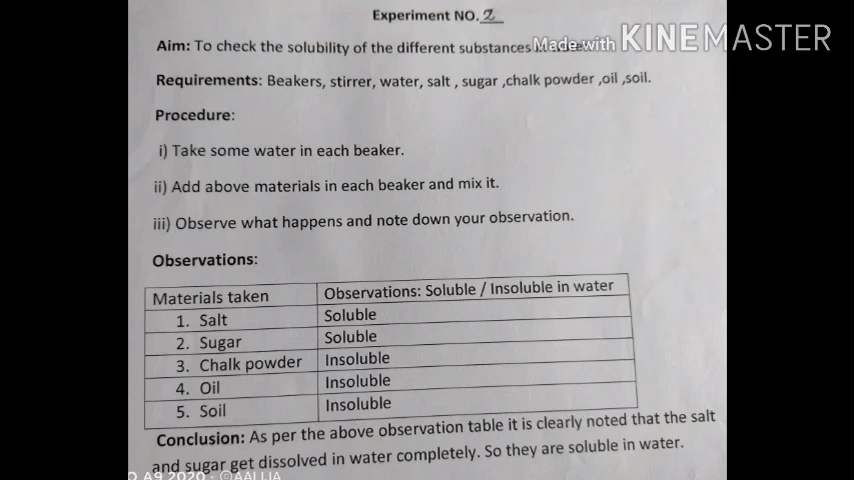 Experiment NO. 2
Aim: To check the solubility of the different substances
Made with KINEMASTER
Requirements: Beakers, stirrer, water, salt , sugar ,chalk powder ,oil ,soil.
Procedure:
i) Take some water in each beaker.
ii) Add above materials in each beaker and mix it.
iii) Observe what happens and note down your observation.
Observations:
Materials taken Observations: Soluble / Insoluble in water
1. Salt Soluble
2. Sugar Soluble
3. Chalk powder Insoluble
4. Oil Insoluble
5. Soil Insoluble
Conclusion: As per the above observation table it is clearly noted that the salt
and sugar get dissolved in water completely. So they are soluble in water.
A9 2020